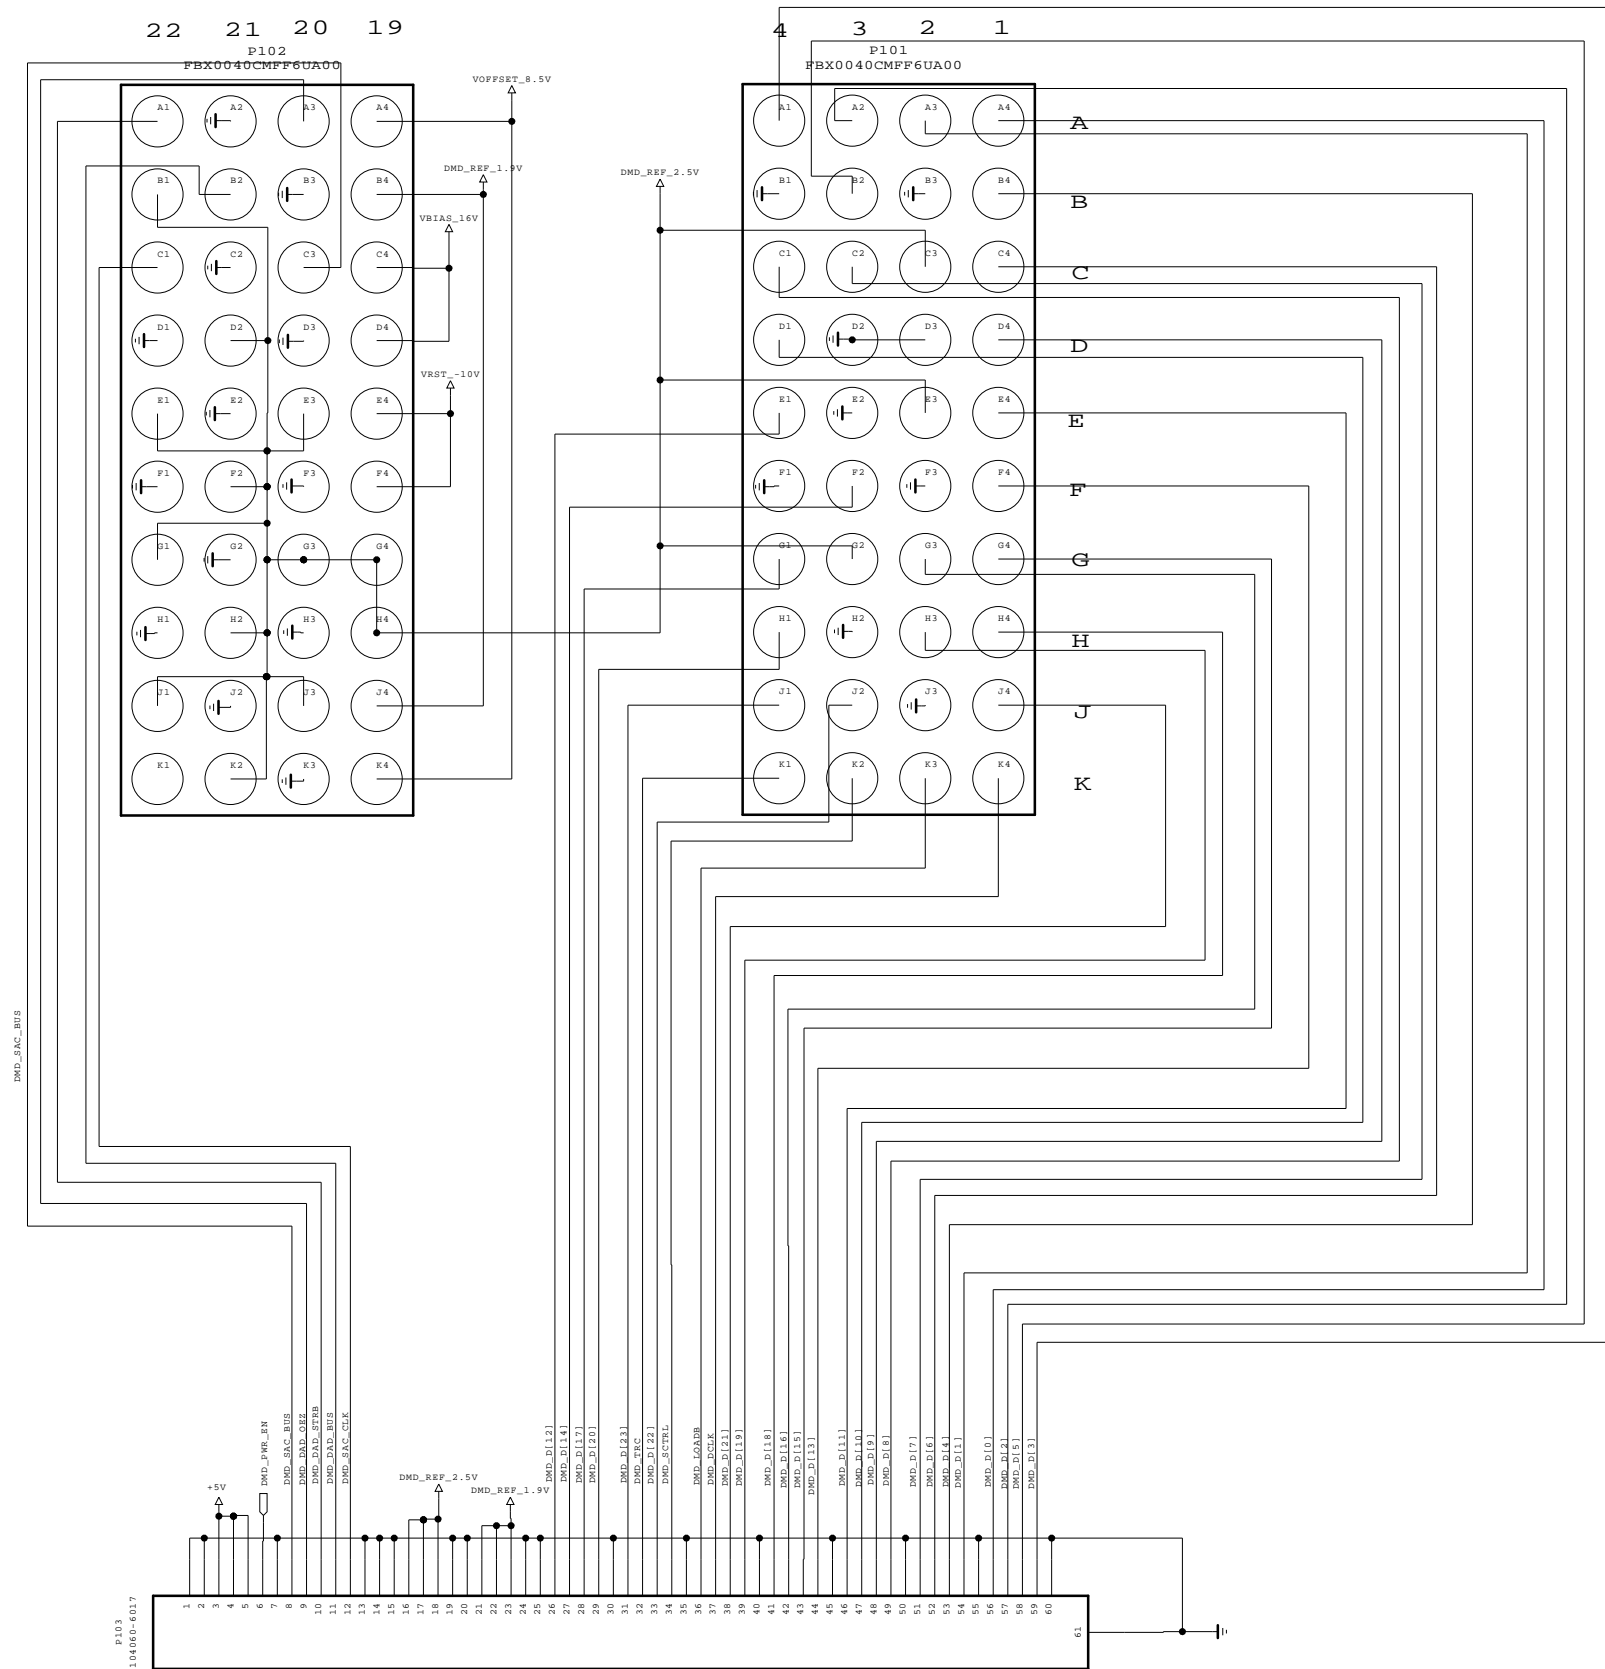 22 21 20 19
4 3 2 1
P102
FBX0040CMFF6UA00
P101
FBX0040CMFF6UA00
VOFFSET_8.5V
A1 A2 A3 A4
A1 A2 A3 A4
A
DMD_REF_1.9V
DMD_REF_2.5V
B1 B2 B3 B4
B1 B2 B3 B4
B
VBIAS_16V
C1 C2 C3 C4
C1 C2 C3 C4
C
D1 D2 D3 D4
D1 D2 D3 D4
D
VRST_-10V
E1 E2 E3 E4
E1 E2 E3 E4
E
F1 F2 F3 F4
F1 F2 F3 F4
F
G1 G2 G3 G4
G1 G2 G3 G4
G
H1 H2 H3 H4
H1 H2 H3 H4
H
J1 J2 J3 J4
J1 J2 J3 J4
J
K1 K2 K3 K4
K1 K2 K3 K4
K
DMD_SAC_BUS
+5V
DMD_PWR_EN
DMD_SAC_BUS
DMD_DAD_OEZ
DMD_DAD_STRB
DMD_DAD_BUS
DMD_SAC_CLK
DMD_REF_2.5V
DMD_REF_1.9V
DMD_D[12]
DMD_D[14]
DMD_D[17]
DMD_D[20]
DMD_D[23]
DMD_TRC
DMD_D[22]
DMD_SCTRL
DMD_LOADB
DMD_DCLK
DMD_D[21]
DMD_D[19]
DMD_D[18]
DMD_D[16]
DMD_D[15]
DMD_D[13]
DMD_D[11]
DMD_D[10]
DMD_D[9]
DMD_D[8]
DMD_D[7]
DMD_D[6]
DMD_D[4]
DMD_D[1]
DMD_D[0]
DMD_D[2]
DMD_D[5]
DMD_D[3]
1 2 3 4 5 6 7 8 9 10 11 12 13 14 15 16 17 18 19 20 21 22 23 24 25 26 27 28 29 30 31 32 33 34 35 36 37 38 39 40 41 42 43 44 45 46 47 48 49 50 51 52 53 54 55 56 57 58 59 60
61
P103
104060-6017